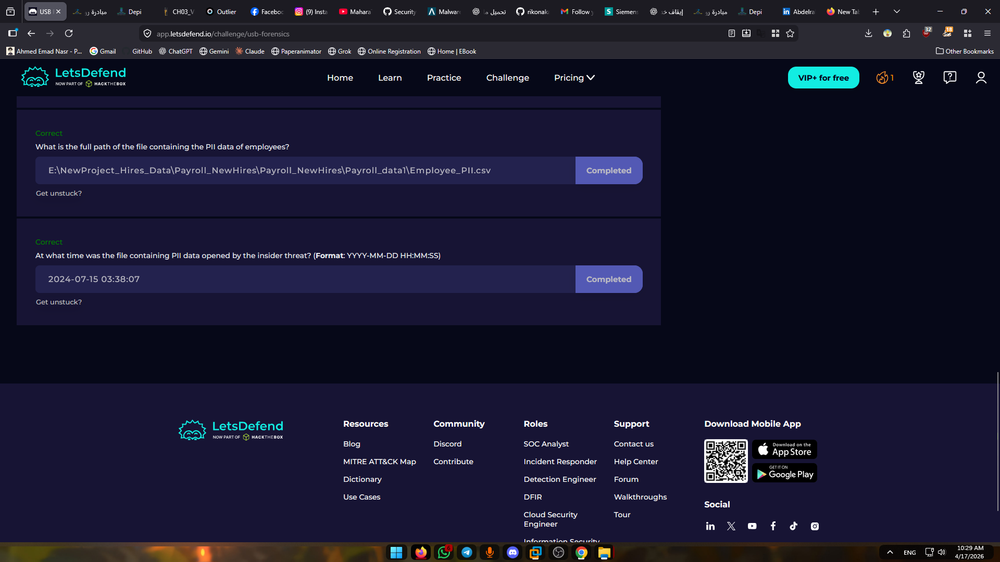 USB
مبادرة رو
Depi
CH03_V
Outlier
Faceboo
(9) Insta
Mahara
Security
Malware
تحميل ما
rikonaka
Follow y
Siemens
إيقاف خد
مبادرة رو
Depi
Abdelra
New Tab
app.letsdefend.io/challenge/usb-forensics
32
18
Ahmed Emad Nasr - P...
Gmail
GitHub
ChatGPT
Gemini
Claude
Paperanimator
Grok
Online Registration
Home | EBook
Other Bookmarks
LetsDefend
NOW PART OF HACKTHEBOX
Home
Learn
Practice
Challenge
Pricing
VIP+ for free
1
Correct
What is the full path of the file containing the PII data of employees?
E:\NewProject_Hires_Data\Payroll_NewHires\Payroll_NewHires\Payroll_data1\Employee_PII.csv
Completed
Get unstuck?
Correct
At what time was the file containing PII data opened by the insider threat? (Format: YYYY-MM-DD HH:MM:SS)
2024-07-15 03:38:07
Completed
Get unstuck?
LetsDefend
NOW PART OF HACKTHEBOX
Resources
Blog
MITRE ATT&CK Map
Dictionary
Use Cases
Community
Discord
Contribute
Roles
SOC Analyst
Incident Responder
Detection Engineer
DFIR
Cloud Security
Engineer
Information Security
Support
Contact us
Help Center
Forum
Walkthroughs
Tour
Download Mobile App
Download on the
App Store
GET IT ON
Google Play
Social
5
ENG
10:29 AM
4/17/2026